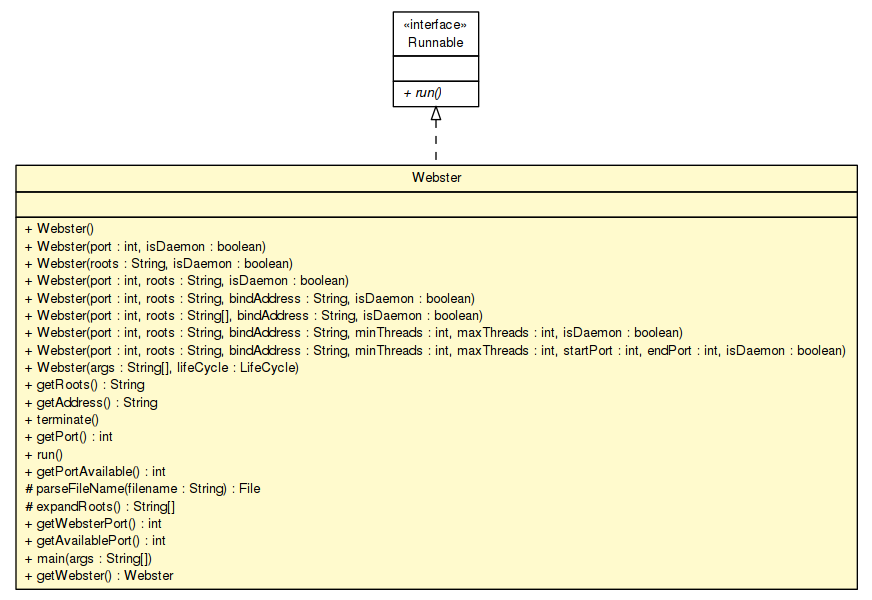 «interface»
Runnable
+ run()
Webster
+ Webster()
+ Webster(port : int, isDaemon : boolean)
+ Webster(roots : String, isDaemon : boolean)
+ Webster(port : int, roots : String, isDaemon : boolean)
+ Webster(port : int, roots : String, bindAddress : String, isDaemon : boolean)
+ Webster(port : int, roots : String[], bindAddress : String, isDaemon : boolean)
+ Webster(port : int, roots : String, bindAddress : String, minThreads : int, maxThreads : int, isDaemon : boolean)
+ Webster(port : int, roots : String, bindAddress : String, minThreads : int, maxThreads : int, startPort : int, endPort : int, isDaemon : boolean)
+ Webster(args : String[], lifeCycle : LifeCycle)
+ getRoots() : String
+ getAddress() : String
+ terminate()
+ getPort() : int
+ run()
+ getPortAvailable() : int
# parseFileName(filename : String) : File
# expandRoots() : String[]
+ getWebsterPort() : int
+ getAvailablePort() : int
+ main(args : String[])
+ getWebster() : Webster